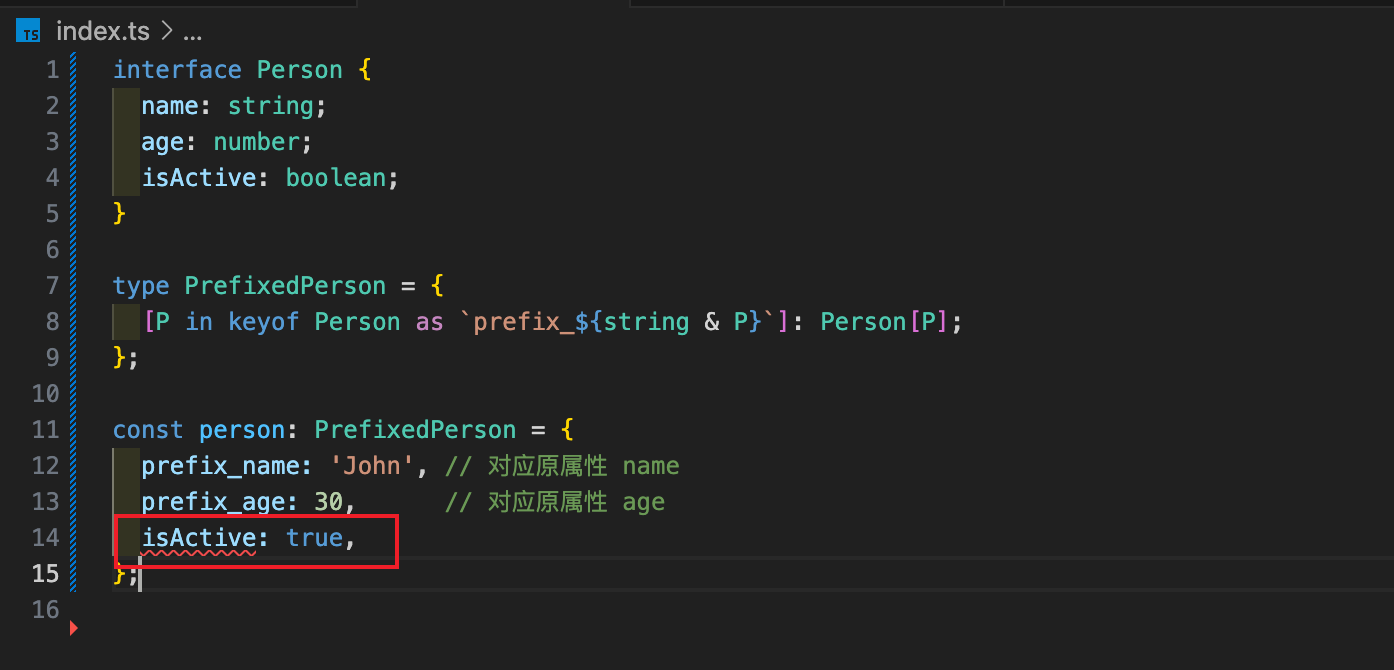 TS index.ts > ...
1 interface Person {
2   name: string;
3   age: number;
4   isActive: boolean;
5 }
6
7 type PrefixedPerson = {
8   [P in keyof Person as `prefix_${string & P}`]: Person[P];
9 };
10
11 const person: PrefixedPerson = {
12   prefix_name: 'John', // 对应原属性 name
13   prefix_age: 30,      // 对应原属性 age
14   isActive: true,
15 };
16